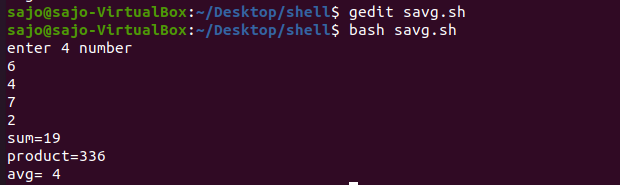 sajo@sajo-VirtualBox:~/Desktop/shell$ gedit savg.sh
sajo@sajo-VirtualBox:~/Desktop/shell$ bash savg.sh
enter 4 number
6
4
7
2
sum=19
product=336
avg= 4